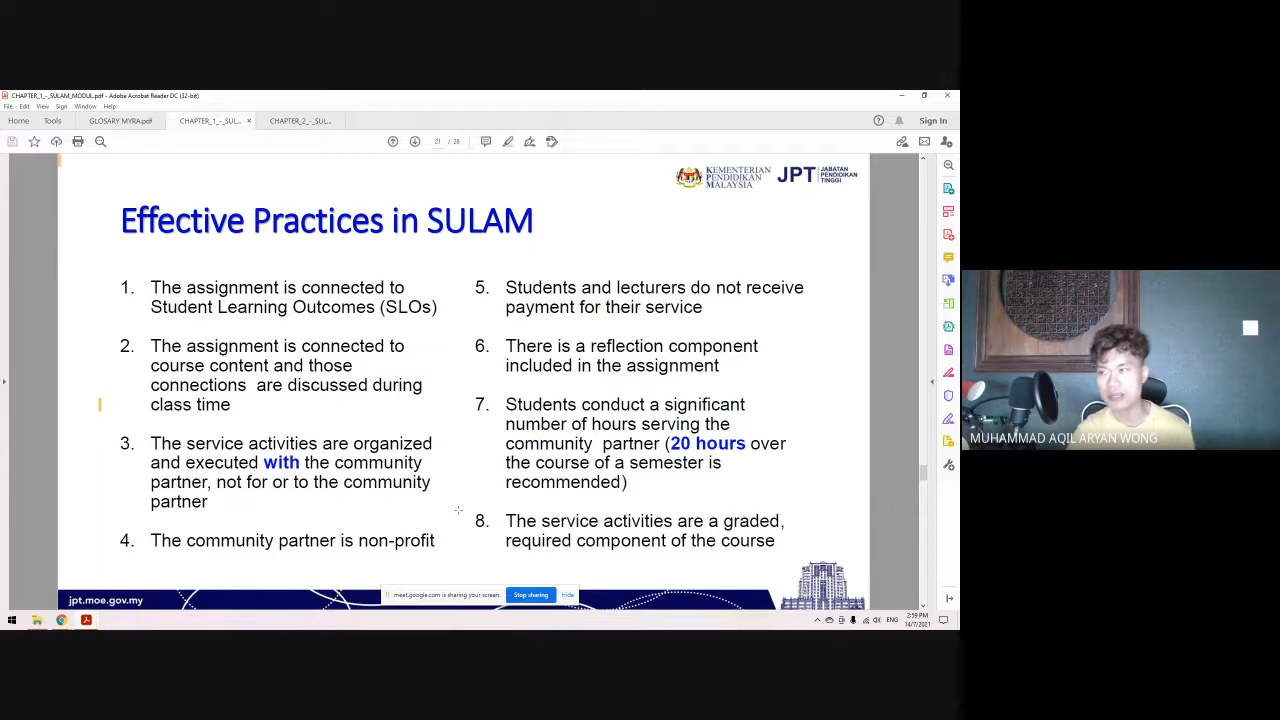 CHAPTER_1_-_SULAM_MODUL.pdf - Adobe Acrobat Reader DC (32-bit)
File Edit View Sign Window Help
Home Tools GLOSARY MYRA.pdf CHAPTER_1_-_SUL... × CHAPTER_2_-_SUL... Sign In
21 / 28
KEMENTERIAN
PENDIDIKAN
MALAYSIA
JPT JABATAN
PENDIDIKAN
TINGGI
Effective Practices in SULAM
1. The assignment is connected to
Student Learning Outcomes (SLOs)
2. The assignment is connected to
course content and those
connections are discussed during
class time
3. The service activities are organized
and executed with the community
partner, not for or to the community
partner
4. The community partner is non-profit
5. Students and lecturers do not receive
payment for their service
6. There is a reflection component
included in the assignment
7. Students conduct a significant
number of hours serving the
community partner (20 hours over
the course of a semester is
recommended)
8. The service activities are a graded,
required component of the course
jpt.moe.gov.my
meet.google.com is sharing your screen. Stop sharing Hide
ENG
2:59 PM
14/7/2021
MUHAMMAD AQIL ARYAN WONG